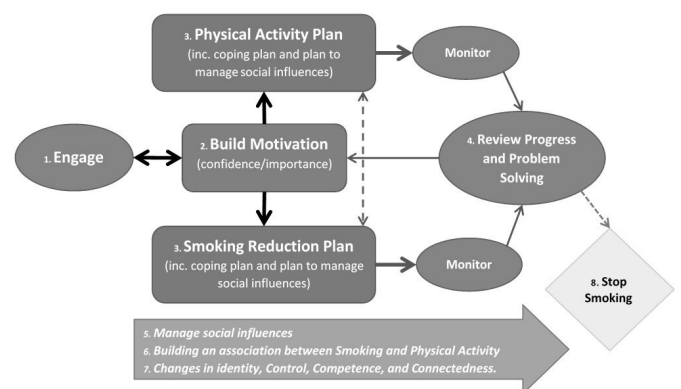 3. Physical Activity Plan
(inc. coping plan and plan to
manage social influences)
Monitor
1. Engage
2. Build Motivation
(confidence/importance)
4. Review Progress
and Problem
Solving
3. Smoking Reduction Plan
(inc. coping plan and plan to manage
social influences)
Monitor
8. Stop
Smoking
5. Manage social influences
6. Building an association between Smoking and Physical Activity
7. Changes in identity, Control, Competence, and Connectedness.